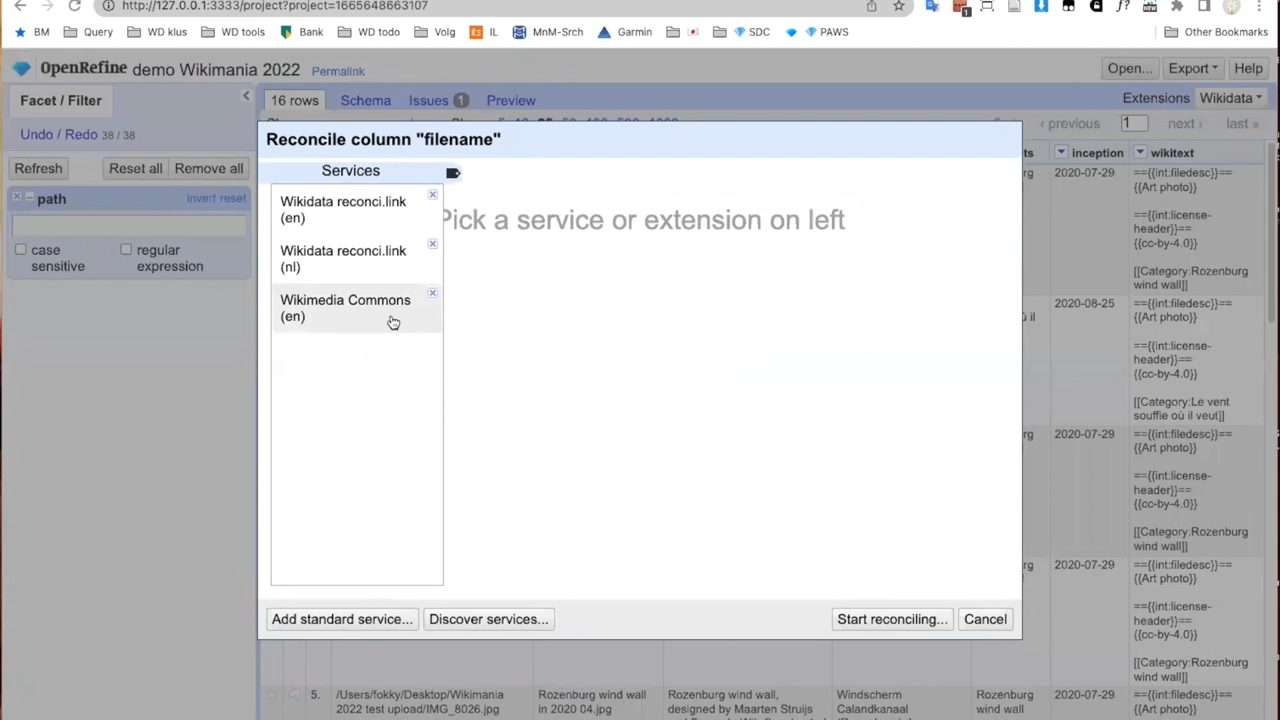 http://127.0.0.1:3333/project?project=1665648663107
BM Query WD klus WD tools Bank WD todo Volg IL MnM-Srch Garmin SDC PAWS Other Bookmarks
OpenRefine demo Wikimania 2022 Permalink
Open... Export Help
Facet / Filter
16 rows Schema Issues 1 Preview
Extensions Wikidata
Undo / Redo 38 / 38
‹ previous 1 next › last »
Refresh Reset all Remove all
path invert reset
case sensitive
regular expression
Reconcile column "filename"
Services
Wikidata reconci.link
(en)
Wikidata reconci.link
(nl)
Wikimedia Commons
(en)
Pick a service or extension on left
Add standard service... Discover services... Start reconciling... Cancel
ts inception wikitext
rg 2020-07-29 =={{int:filedesc}}==
{{Art photo}}
=={{int:license-
header}}==
{{cc-by-4.0}}
[[Category:Rozenburg
wind wall]]
2020-08-25 =={{int:filedesc}}==
ù il {{Art photo}}
=={{int:license-
header}}==
{{cc-by-4.0}}
[[Category:Le vent
souffle où il veut]]
rg 2020-07-29 =={{int:filedesc}}==
{{Art photo}}
=={{int:license-
header}}==
{{cc-by-4.0}}
[[Category:Rozenburg
wind wall]]
rg 2020-07-29 =={{int:filedesc}}==
{{Art photo}}
=={{int:license-
header}}==
{{cc-by-4.0}}
[[Category:Rozenburg
wind wall]]
5. /Users/fokky/Desktop/Wikimania Rozenburg wind wall Rozenburg wind wall, Windscherm Rozenburg 2020-07-29 =={{int:filedesc}}==
2022 test upload/IMG_8026.jpg in 2020 04.jpg designed by Maarten Struijs Calandkanaal wind wall {{Art photo}}